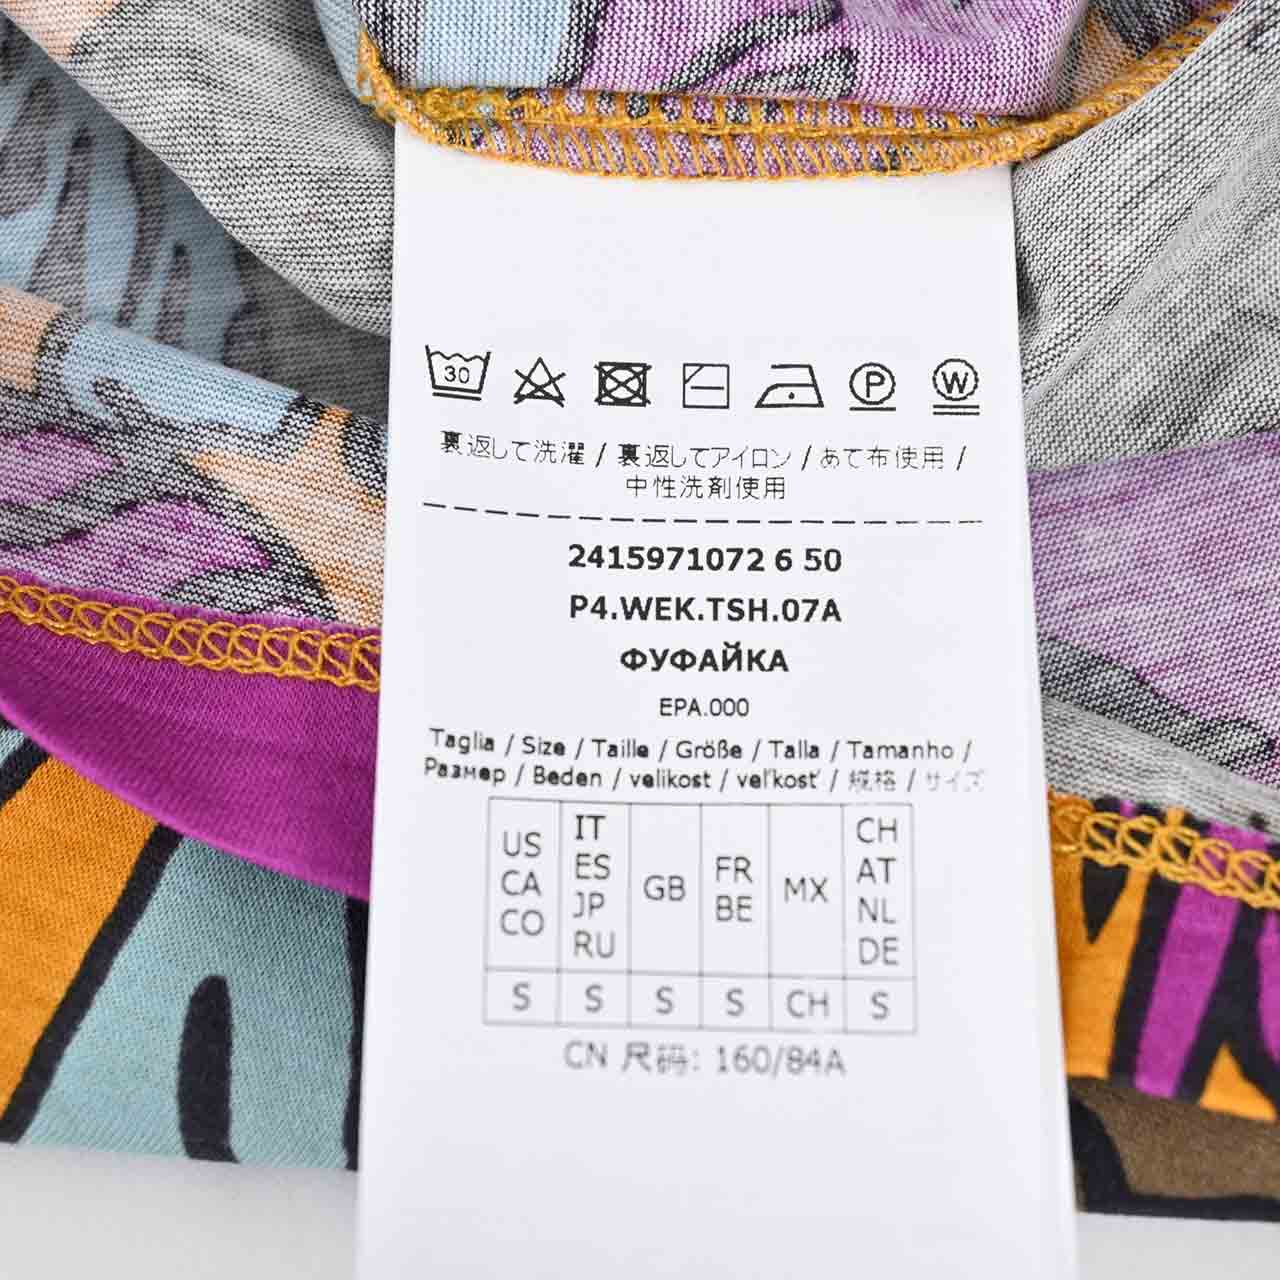 30 P W
裏返して洗濯 / 裏返してアイロン / あて布使用 /
中性洗剤使用
2415971072 6 50
P4.WEK.TSH.07A
ФУФАЙКА
EPA.000
Taglia / Size / Taille / Größe / Talla / Tamanho /
Размер / Beden / velikost / veľkosť / 规格 / サイズ
US CA CO
IT ES JP RU
GB
FR BE
MX
CH AT NL DE
S S S S CH S
CN 尺码: 160/84A